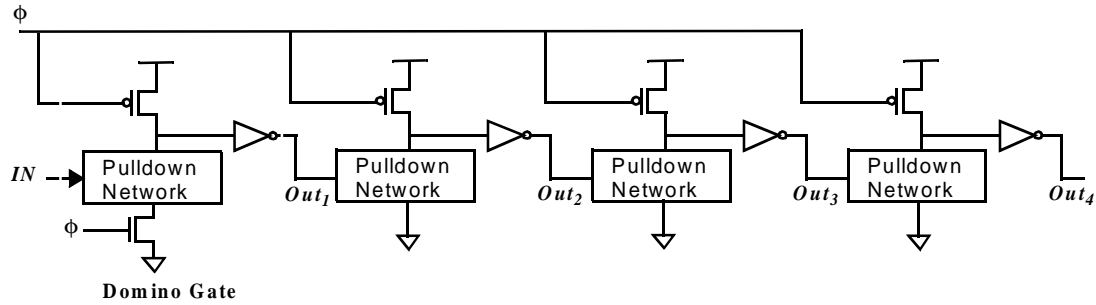 ϕ
IN
Pulldown
Network
Out1
Pulldown
Network
Out2
Pulldown
Network
Out3
Pulldown
Network
Out4
ϕ
Domino Gate